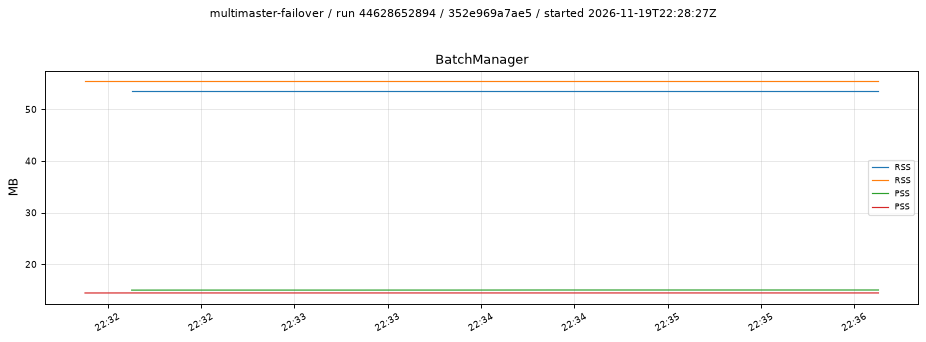 multimaster-failover / run 44628652894 / 352e969a7ae5 / started 2026-11-19T22:28:27Z
BatchManager
MB
50
40
30
20
RSS
RSS
PSS
PSS
22:32
22:32
22:33
22:33
22:34
22:34
22:35
22:35
22:36